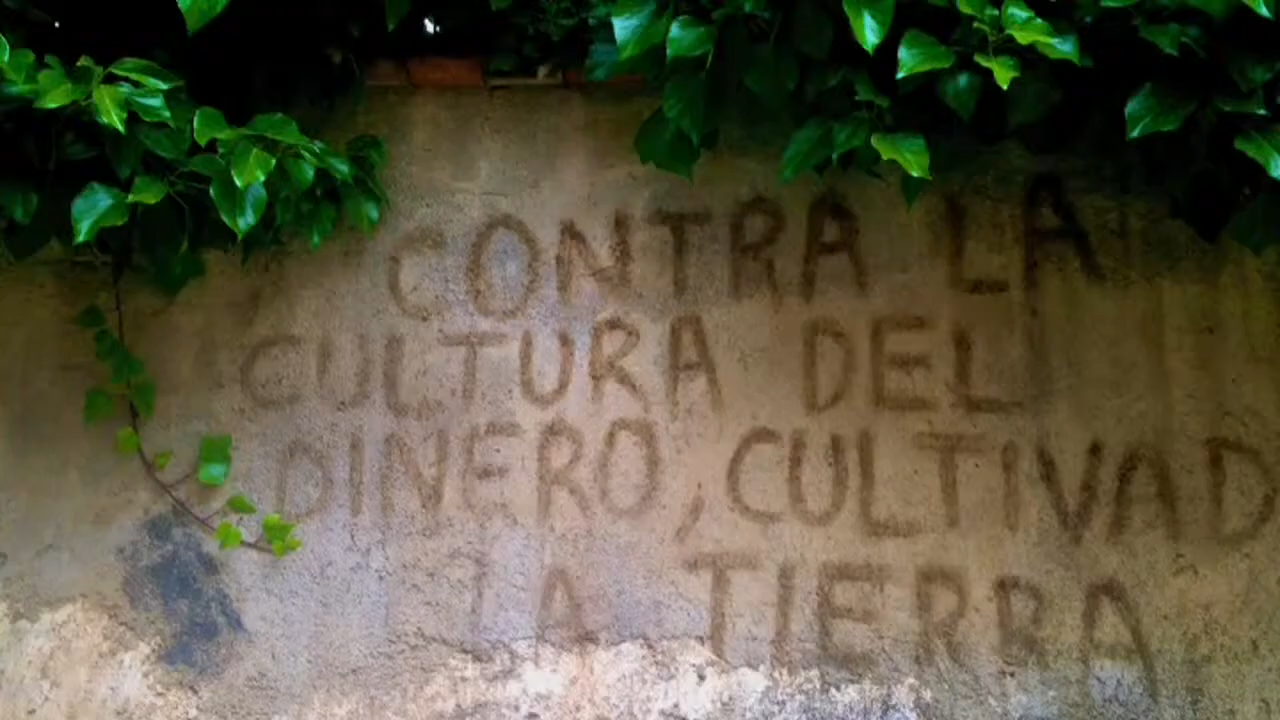 CONTRA LA
CULTURA DEL
DINERO, CULTIVAD
LA TIERRA